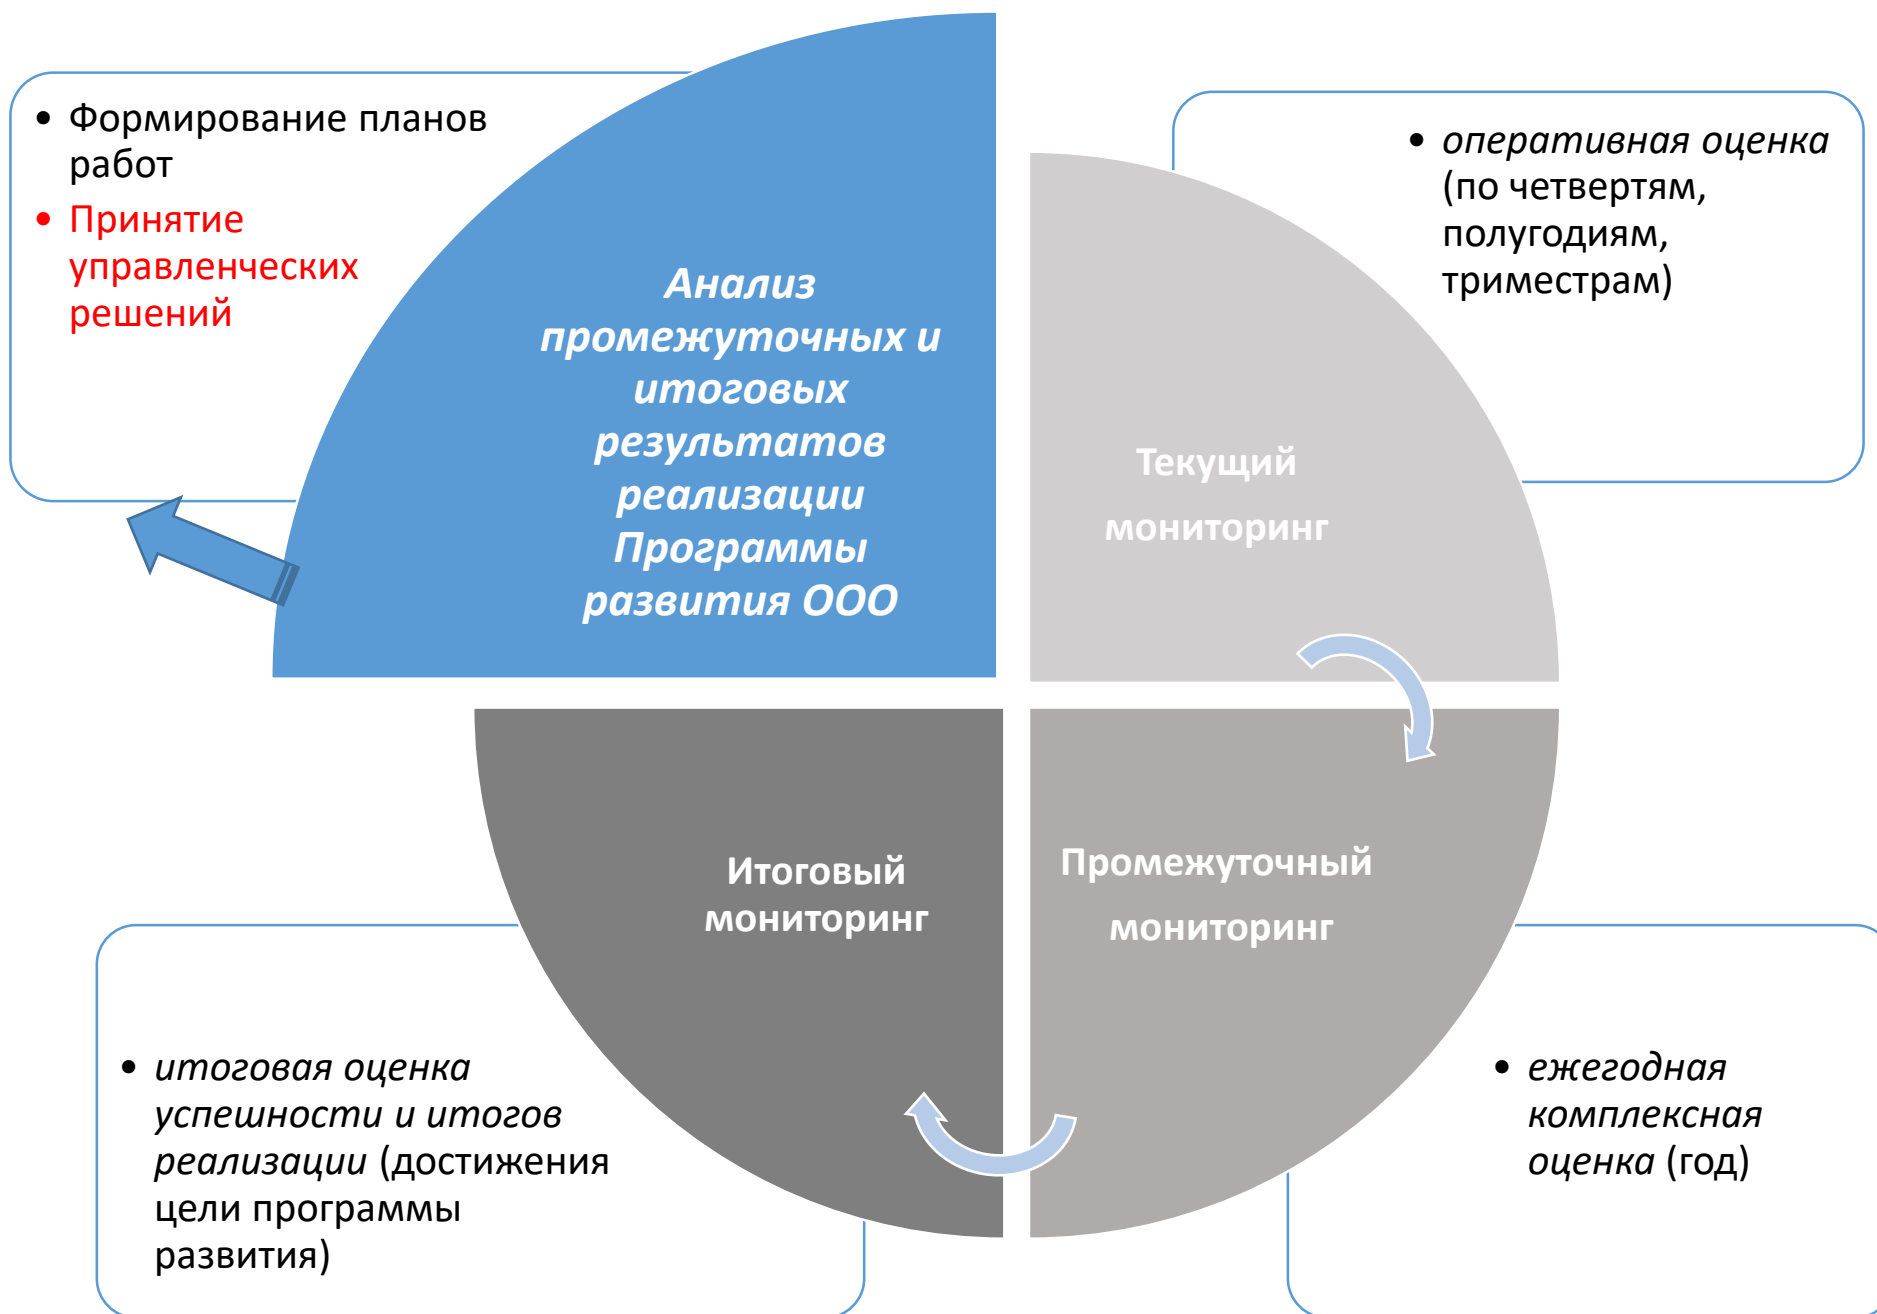 • Формирование планов
работ
• Принятие
управленческих
решений
Анализ
промежуточных и
итоговых
результатов
реализации
Программы
развития ООО
• оперативная оценка
(по четвертям,
полугодиям,
триместрам)
Текущий
мониторинг
Итоговый
мониторинг
Промежуточный
мониторинг
• итоговая оценка
успешности и итогов
реализации (достижения
цели программы
развития)
• ежегодная
комплексная
оценка (год)